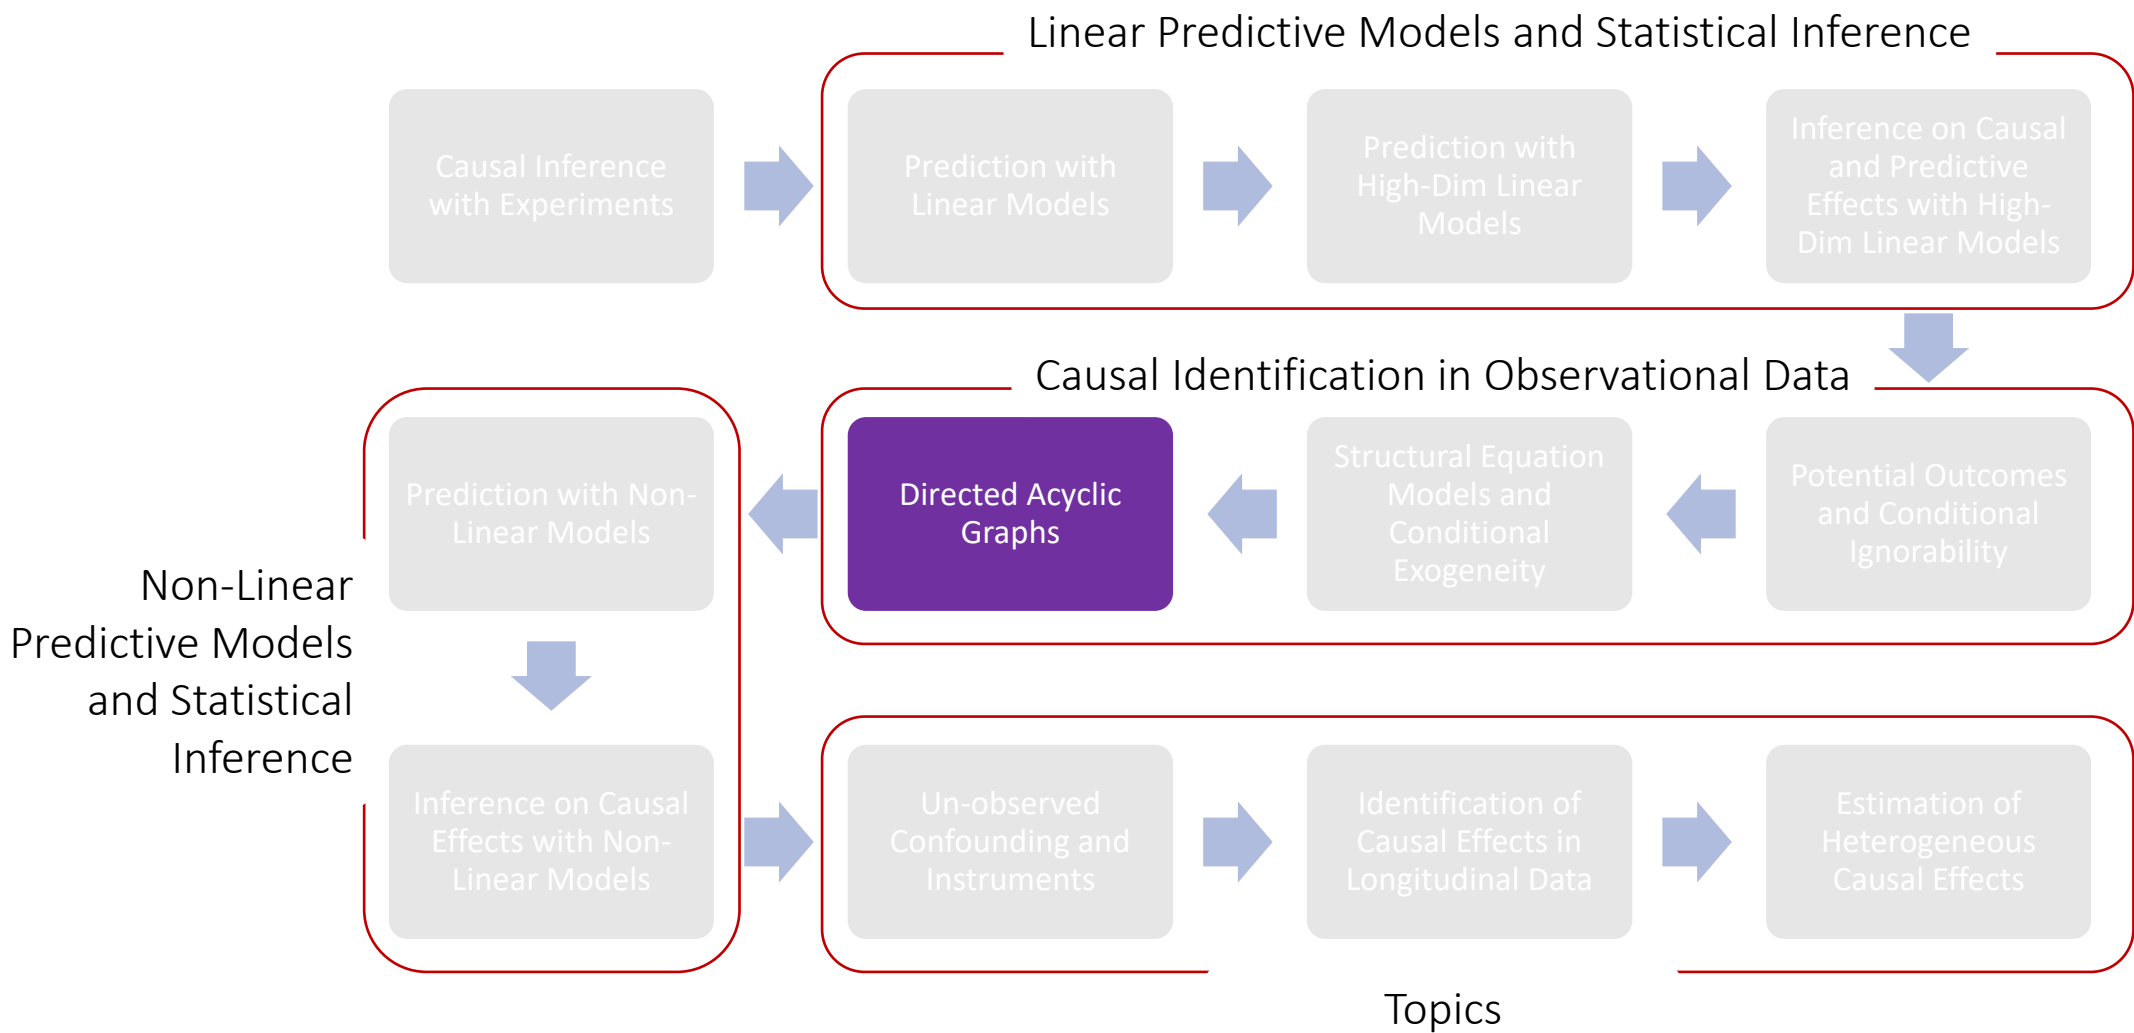 Linear Predictive Models and Statistical Inference
Causal Inference
with Experiments
Prediction with
Linear Models
Prediction with
High-Dim Linear
Models
Inference on Causal
and Predictive
Effects with High-
Dim Linear Models
Causal Identification in Observational Data
Potential Outcomes
and Conditional
Ignorability
Structural Equation
Models and
Conditional
Exogeneity
Directed Acyclic
Graphs
Prediction with Non-
Linear Models
Non-Linear
Predictive Models
and Statistical
Inference
Inference on Causal
Effects with Non-
Linear Models
Un-observed
Confounding and
Instruments
Identification of
Causal Effects in
Longitudinal Data
Estimation of
Heterogeneous
Causal Effects
Topics